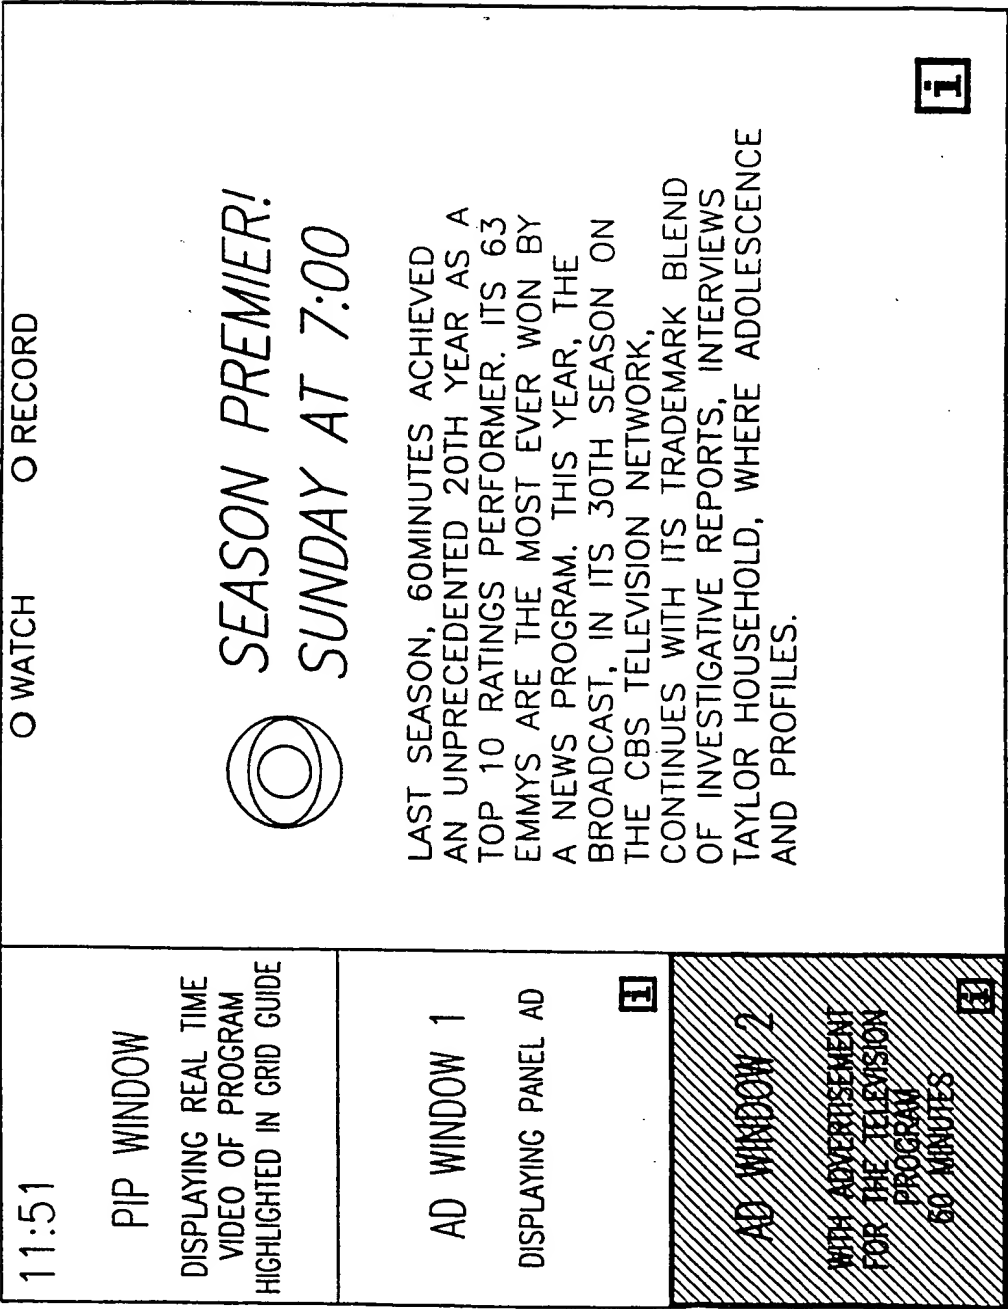 11:51
PIP WINDOW
DISPLAYING REAL TIME
VIDEO OF PROGRAM
HIGHLIGHTED IN GRID GUIDE
AD WINDOW 1
DISPLAYING PANEL AD
i
AD WINDOW 2
WITH ADVERTISEMENT
FOR THE TELEVISION
PROGRAM
60 MINUTES
i
O WATCH O RECORD
SEASON PREMIER!
SUNDAY AT 7:00
LAST SEASON, 60MINUTES ACHIEVED
AN UNPRECEDENTED 20TH YEAR AS A
TOP 10 RATINGS PERFORMER. ITS 63
EMMYS ARE THE MOST EVER WON BY
A NEWS PROGRAM. THIS YEAR, THE
BROADCAST, IN ITS 30TH SEASON ON
THE CBS TELEVISION NETWORK,
CONTINUES WITH ITS TRADEMARK BLEND
OF INVESTIGATIVE REPORTS, INTERVIEWS
TAYLOR HOUSEHOLD, WHERE ADOLESCENCE
AND PROFILES.
i